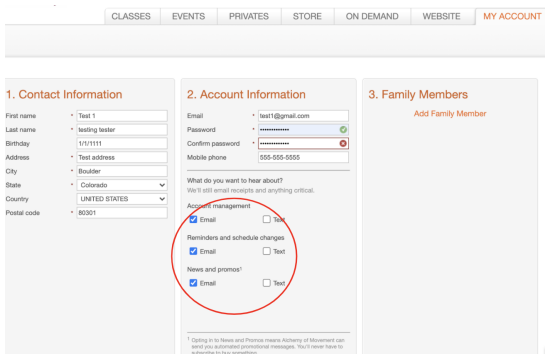 CLASSES EVENTS PRIVATES STORE ON DEMAND WEBSITE MY ACCOUNT
1. Contact Information
First name * Test 1
Last name * testing tester
Birthday 1/1/1111
Address * Test address
City * Boulder
State * Colorado
Country UNITED STATES
Postal code * 80301
2. Account Information
Email * test1@gmail.com
Password * •••••••••••••
Confirm password * •••••••••••••
Mobile phone 555-555-5555
What do you want to hear about?
We'll still email receipts and anything critical.
Account management
Email Text
Reminders and schedule changes
Email Text
News and promos¹
Email Text
¹ Opting in to News and Promos means Alchemy of Movement can
send you automated promotional messages. You'll never have to
subscribe to buy something.
3. Family Members
Add Family Member